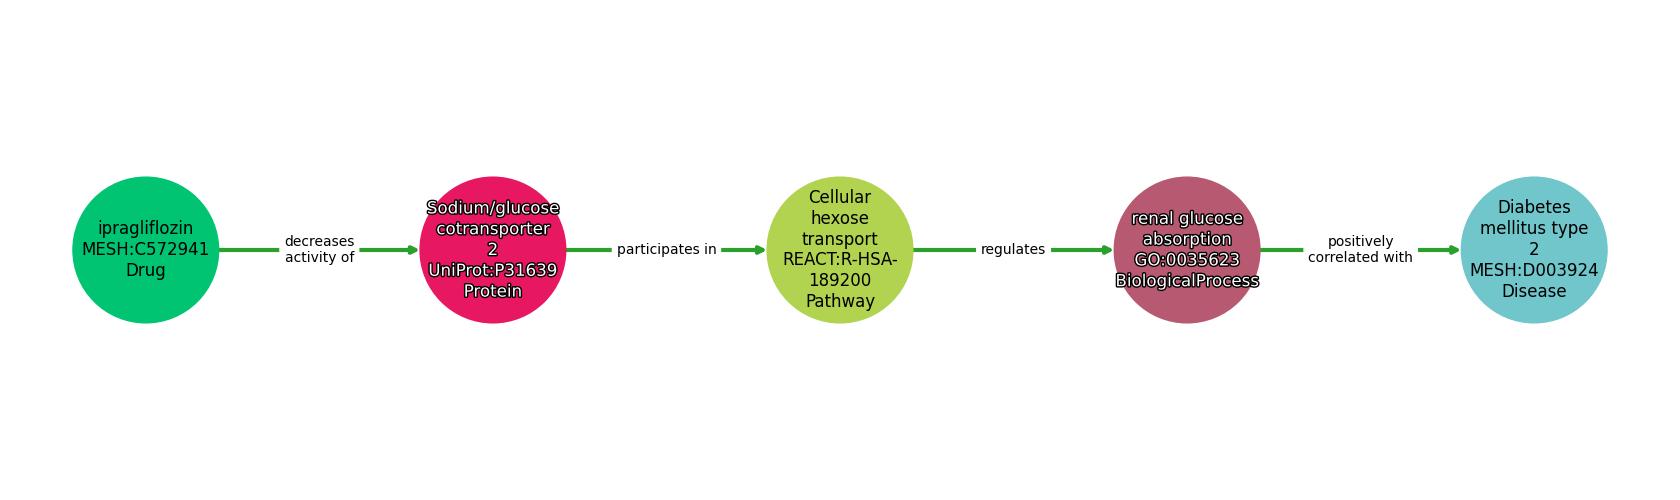 ipragliflozin
MESH:C572941
Drug
decreases
activity of
Sodium/glucose
cotransporter
2
UniProt:P31639
Protein
participates in
Cellular
hexose
transport
REACT:R-HSA-
189200
Pathway
regulates
renal glucose
absorption
GO:0035623
BiologicalProcess
positively
correlated with
Diabetes
mellitus type
2
MESH:D003924
Disease